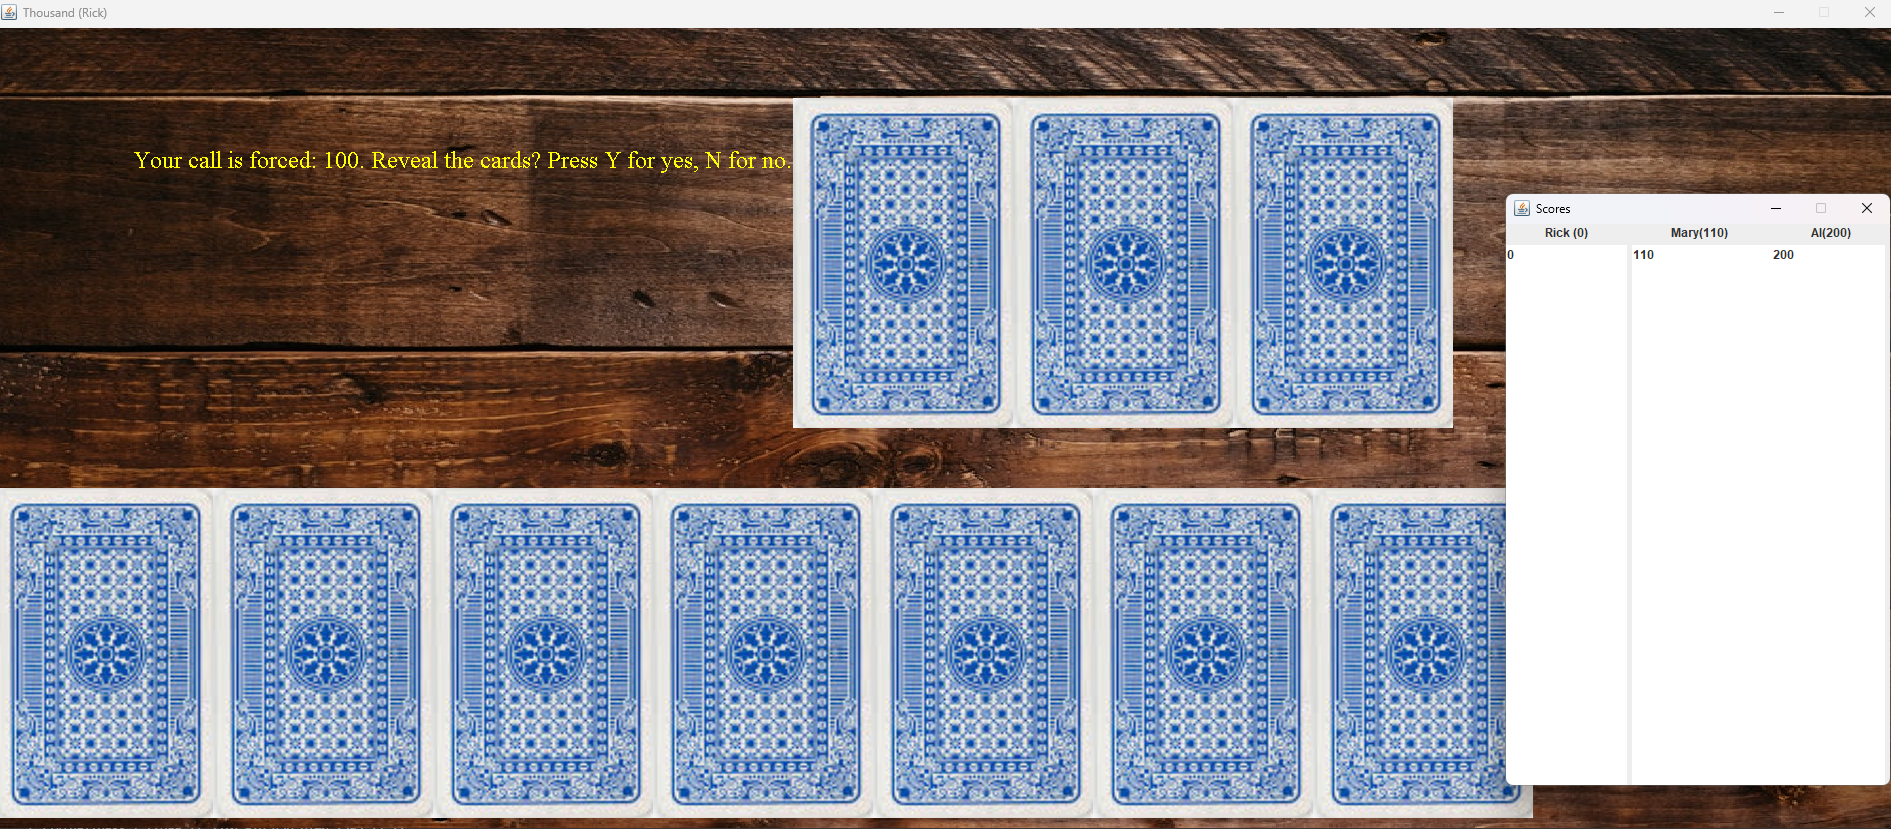 Thousand (Rick)
Your call is forced: 100. Reveal the cards? Press Y for yes, N for no.
Scores
Rick (0) Mary(110) Al(200)
0 110 200